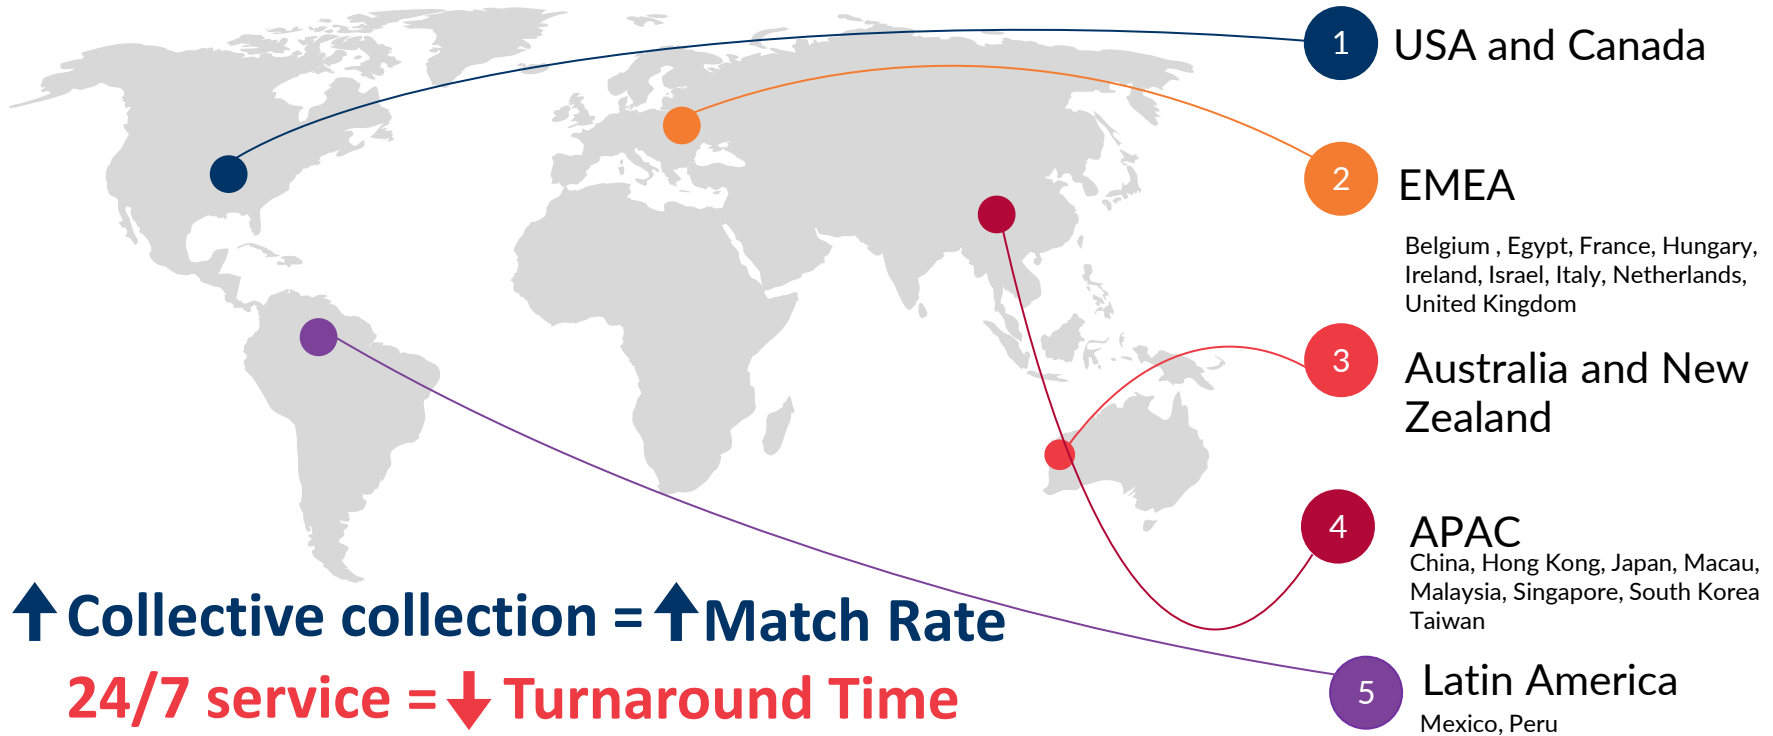 1 USA and Canada
2 EMEA
Belgium , Egypt, France, Hungary,
Ireland, Israel, Italy, Netherlands,
United Kingdom
3 Australia and New
Zealand
4 APAC
China, Hong Kong, Japan, Macau,
Malaysia, Singapore, South Korea
Taiwan
5 Latin America
Mexico, Peru
Collective collection = Match Rate
24/7 service = Turnaround Time